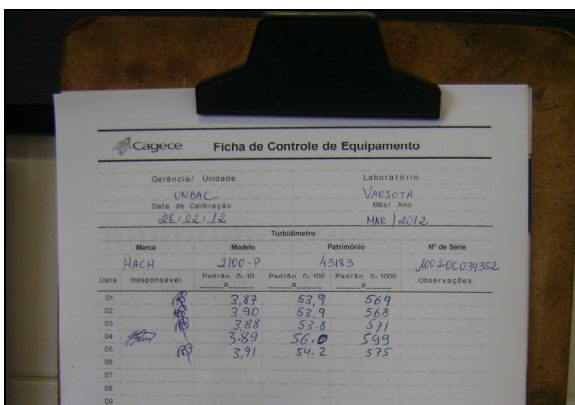 Cagece Ficha de Controle de Equipamento
Gerência/ Unidade Laboratório
UNBAC VARJOTA
Data de Calibração Mês/ Ano
28/02/12 MAR/2012
Turbidimetro
Marca Modelo Patrimônio Nº de Série
HACH 2100-P 43183 100200039352
Data Responsável Padrão 0-10 Padrão 0-100 Padrão 0-1000 Observações
a a a
01 3,87 53,9 569
02 3,90 53,9 568
03 3,88 53.8 571
04 3.89 56.0 599
05 3,91 54.2 575
06
07
08
09